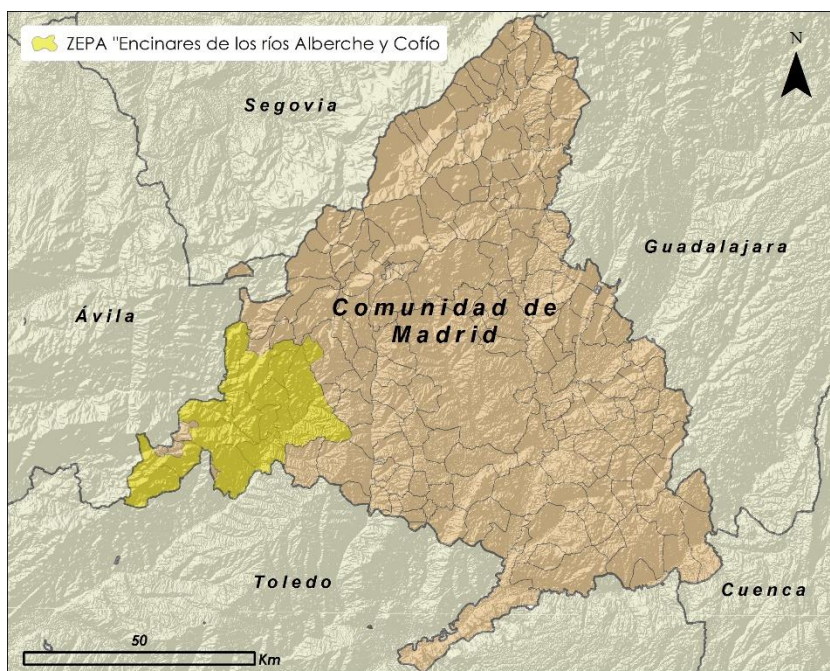 ZEPA "Encinares de los ríos Alberche y Cofío
N
Segovia
Guadalajara
Ávila
Comunidad de
Madrid
Toledo
Cuenca
50
Km